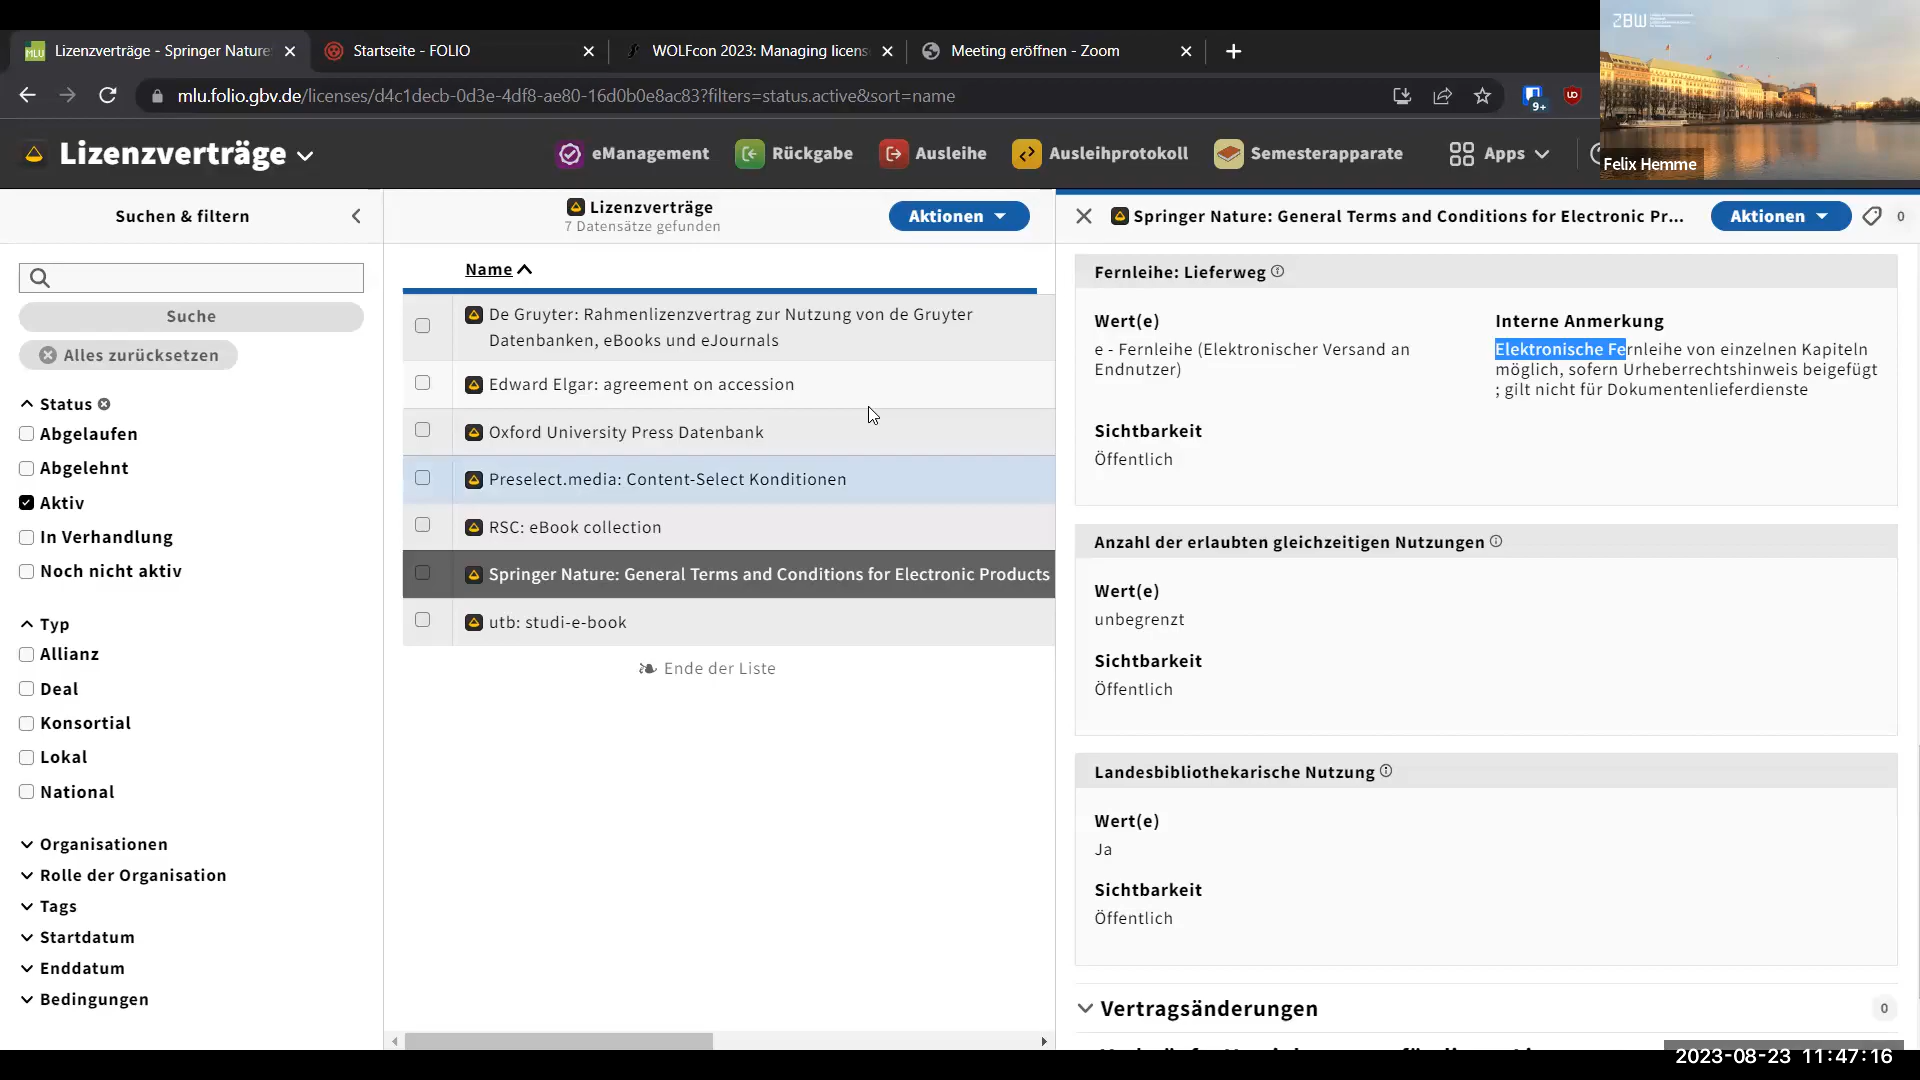 Lizenzverträge - Springer Nature:
Startseite - FOLIO
WOLFcon 2023: Managing licens
Meeting eröffnen - Zoom
mlu.folio.gbv.de/licenses/d4c1decb-0d3e-4df8-ae80-16d0b0e8ac83?filters=status.active&sort=name
9+
ZBW
Felix Hemme
Lizenzverträge
eManagement
Rückgabe
Ausleihe
Ausleihprotokoll
Semesterapparate
Apps
Suchen & filtern
Suche
Alles zurücksetzen
Status
Abgelaufen
Abgelehnt
Aktiv
In Verhandlung
Noch nicht aktiv
Typ
Allianz
Deal
Konsortial
Lokal
National
Organisationen
Rolle der Organisation
Tags
Startdatum
Enddatum
Bedingungen
Lizenzverträge
7 Datensätze gefunden
Aktionen
Name
De Gruyter: Rahmenlizenzvertrag zur Nutzung von de Gruyter
Datenbanken, eBooks und eJournals
Edward Elgar: agreement on accession
Oxford University Press Datenbank
Preselect.media: Content-Select Konditionen
RSC: eBook collection
Springer Nature: General Terms and Conditions for Electronic Products
utb: studi-e-book
Ende der Liste
Springer Nature: General Terms and Conditions for Electronic Pr...
Aktionen
0
Fernleihe: Lieferweg
Wert(e)
e - Fernleihe (Elektronischer Versand an
Endnutzer)
Interne Anmerkung
Elektronische Fernleihe von einzelnen Kapiteln
möglich, sofern Urheberrechtshinweis beigefügt
; gilt nicht für Dokumentenlieferdienste
Sichtbarkeit
Öffentlich
Anzahl der erlaubten gleichzeitigen Nutzungen
Wert(e)
unbegrenzt
Sichtbarkeit
Öffentlich
Landesbibliothekarische Nutzung
Wert(e)
Ja
Sichtbarkeit
Öffentlich
Vertragsänderungen
0
2023-08-23 11:47:16